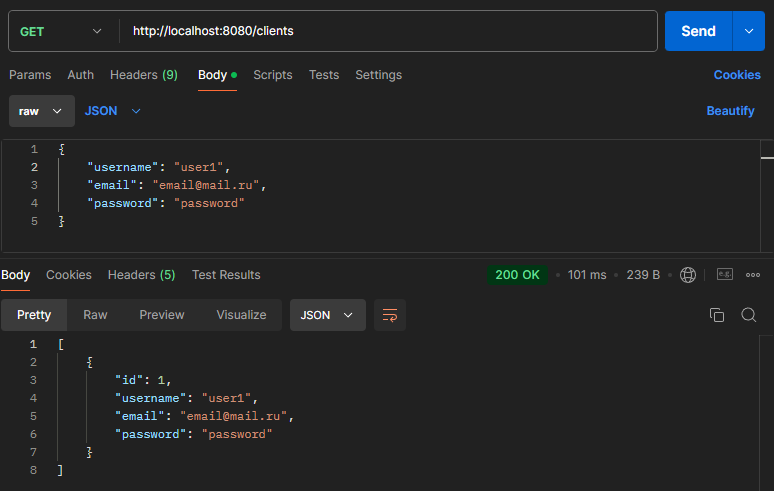 GET http://localhost:8080/clients Send
Params Auth Headers (9) Body Scripts Tests Settings Cookies
raw JSON Beautify
1 {
2 "username": "user1",
3 "email": "email@mail.ru",
4 "password": "password"
5 }
Body Cookies Headers (5) Test Results 200 OK • 101 ms • 239 B e.g.
Pretty Raw Preview Visualize JSON
1 [
2 {
3 "id": 1,
4 "username": "user1",
5 "email": "email@mail.ru",
6 "password": "password"
7 }
8 ]